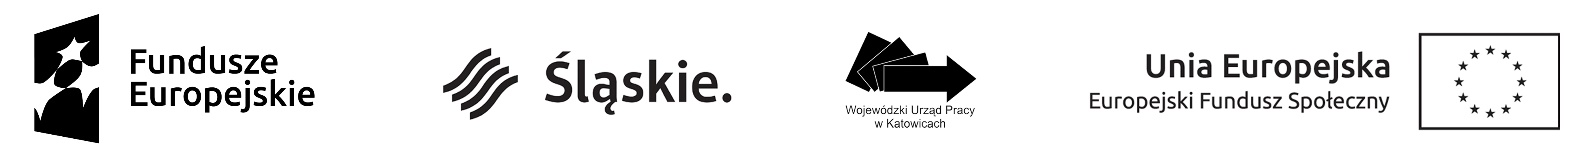 Fundusze
Europejskie
Śląskie.
Wojewódzki Urząd Pracy
w Katowicach
Unia Europejska
Europejski Fundusz Społeczny